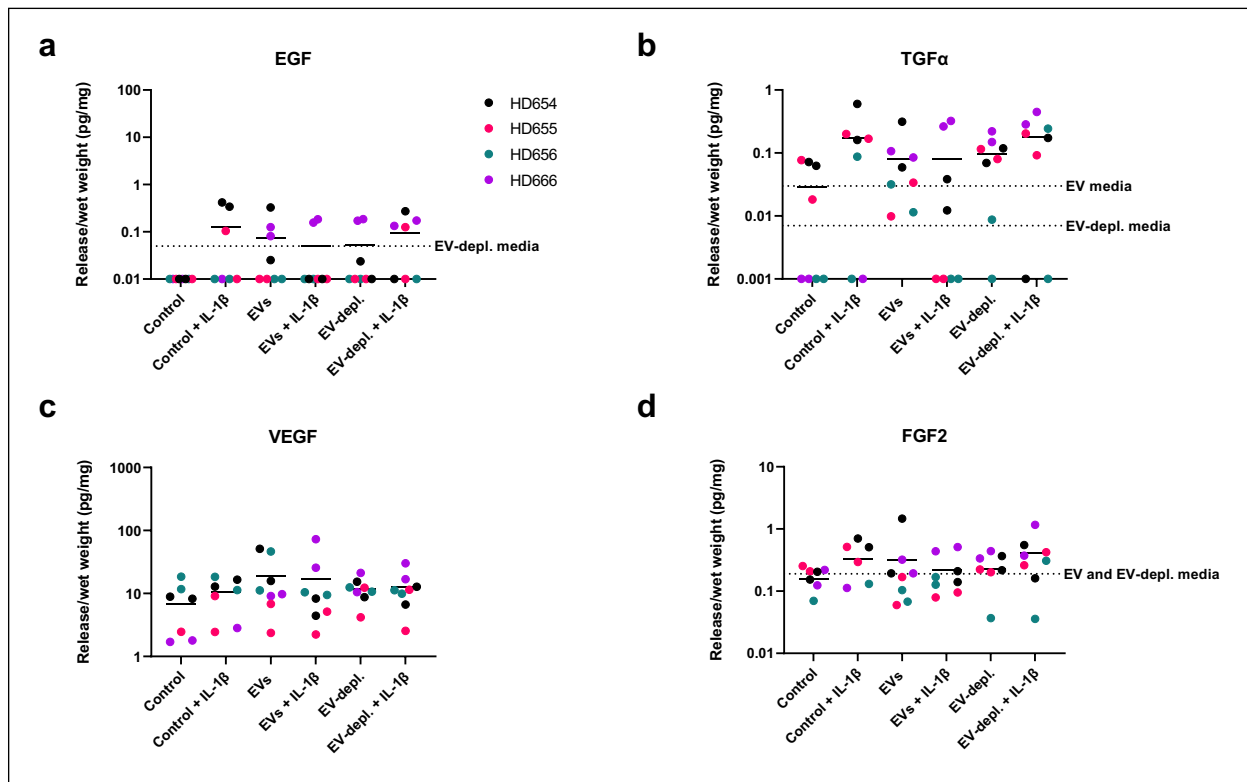 a
EGF
Release/wet weight (pg/mg)
100
10
1
0.1
0.01
EV-depl. media
Control
Control + IL-1β
EVs
EVs + IL-1β
EV-depl.
EV-depl. + IL-1β
HD654
HD655
HD656
HD666
b
TGFα
Release/wet weight (pg/mg)
1
0.1
0.01
0.001
EV media
EV-depl. media
Control
Control + IL-1β
EVs
EVs + IL-1β
EV-depl.
EV-depl. + IL-1β
c
VEGF
Release/wet weight (pg/mg)
1000
100
10
1
Control
Control + IL-1β
EVs
EVs + IL-1β
EV-depl.
EV-depl. + IL-1β
d
FGF2
Release/wet weight (pg/mg)
10
1
0.1
0.01
EV and EV-depl. media
Control
Control + IL-1β
EVs
EVs + IL-1β
EV-depl.
EV-depl. + IL-1β